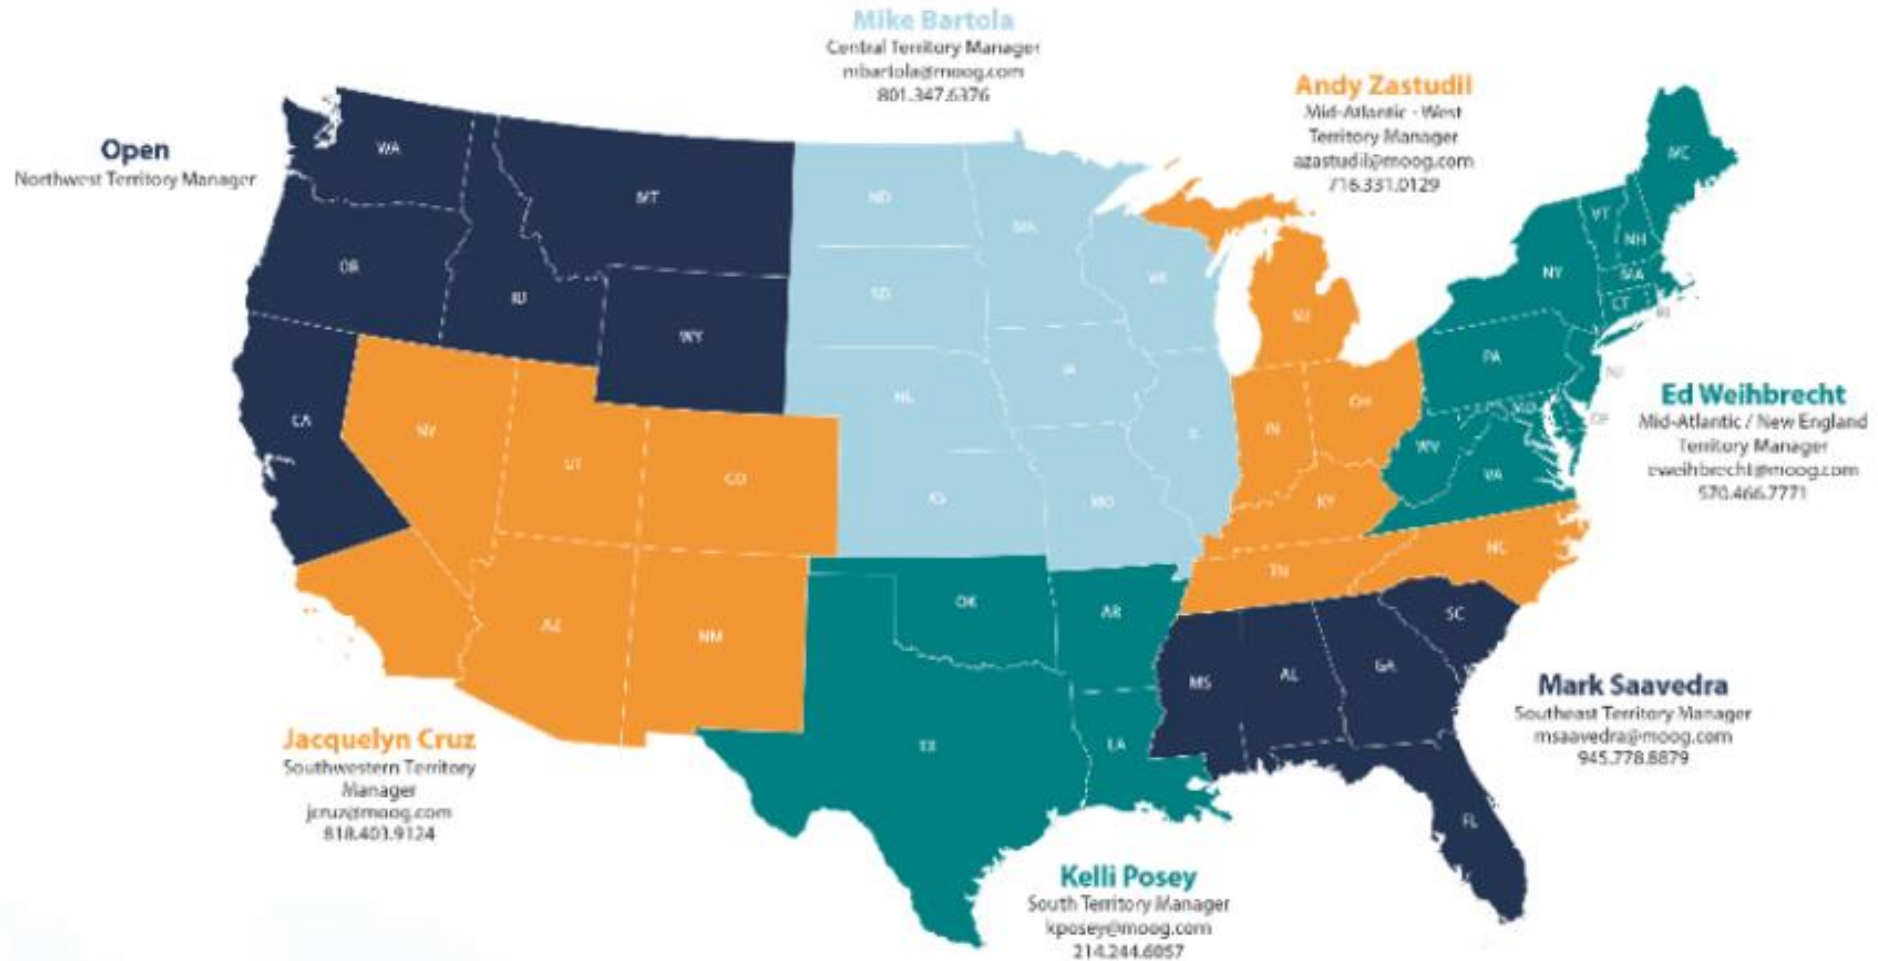 Mike Bartola
Central Territory Manager
mbartola@moog.com
801.347.6376
Andy Zastudil
Mid-Atlantic - West
Territory Manager
azastudil@moog.com
716.331.0129
Open
Northwest Territory Manager
WA
MT
ND
ME
VT
NH
OR
ID
SD
WI
NY
MA
CT
RI
WY
MI
PA
NJ
Ed Weihbrecht
Mid-Atlantic / New England
Territory Manager
eweihbrecht@moog.com
570.466.7771
CA
NV
UT
CO
NE
IA
IL
IN
OH
MD
DE
WV
VA
KS
MO
KY
NC
TN
AZ
NM
OK
AR
SC
MS
AL
GA
Mark Saavedra
Southeast Territory Manager
msaavedra@moog.com
945.778.8879
Jacquelyn Cruz
Southwestern Territory
Manager
jcruz@moog.com
818.403.9124
TX
LA
FL
Kelli Posey
South Territory Manager
kposey@moog.com
214.244.6057